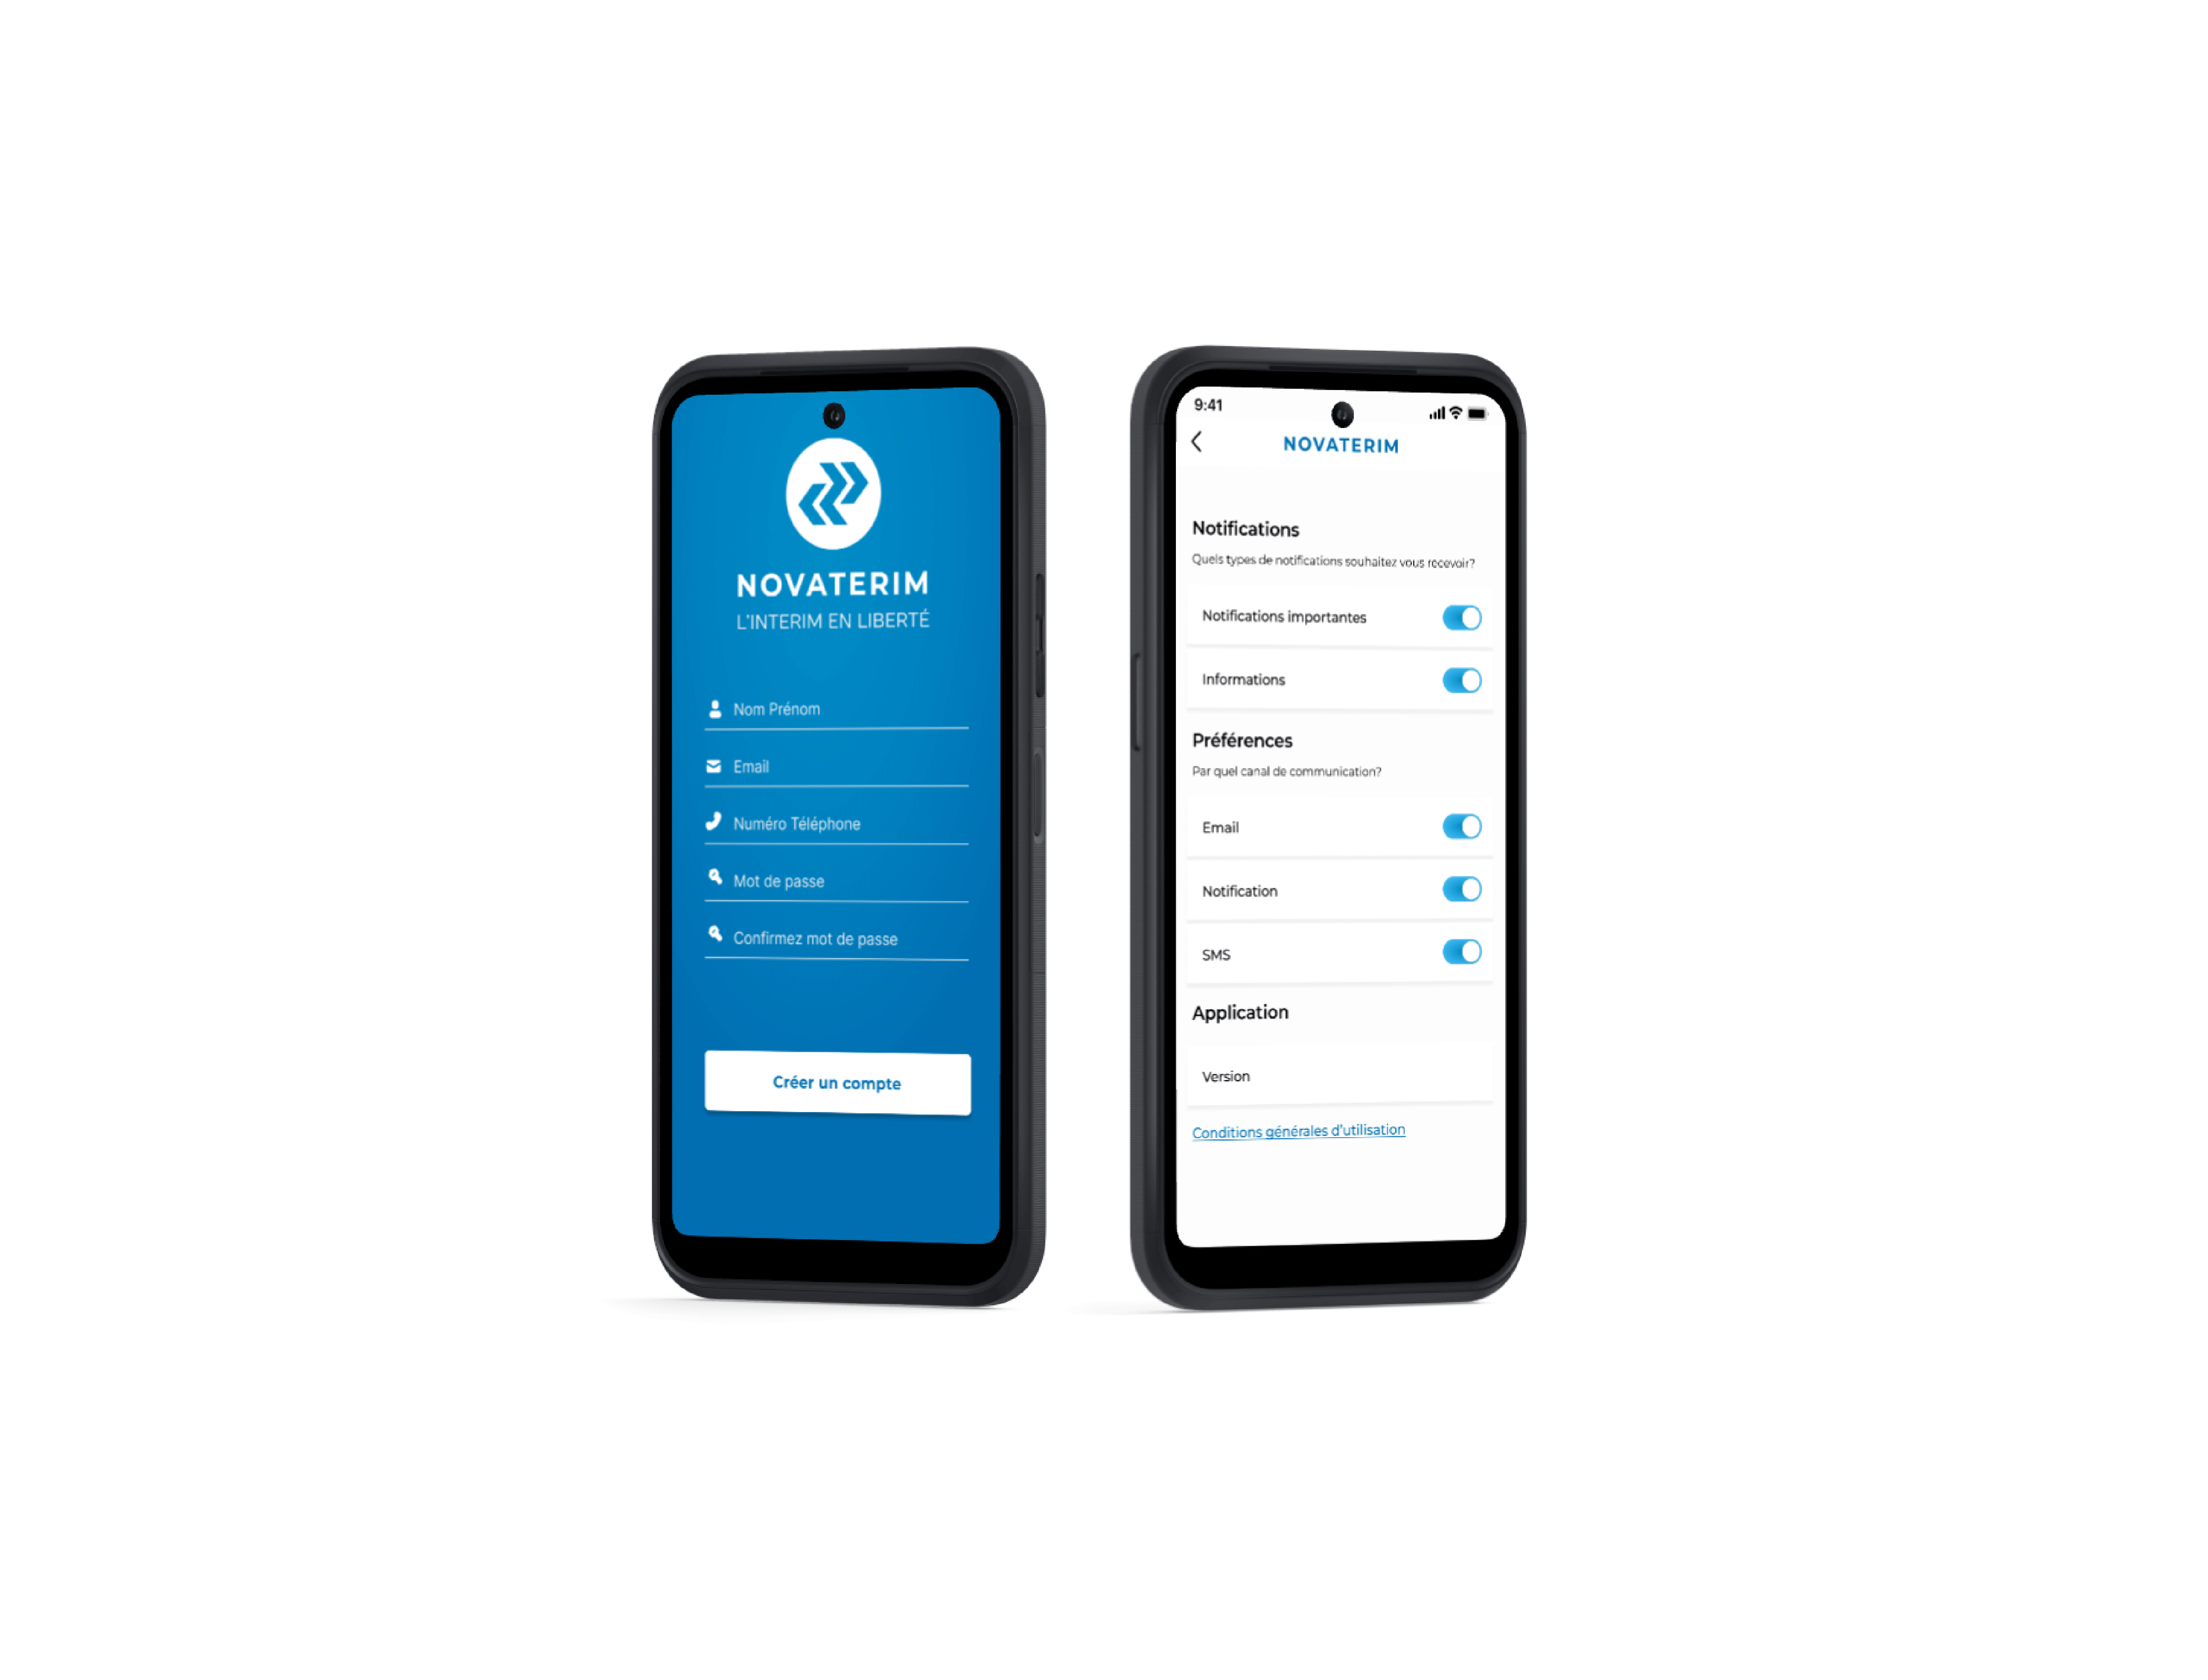 NOVATERIM
L'INTERIM EN LIBERTÉ
Nom Prénom
Email
Numéro Téléphone
Mot de passe
Confirmez mot de passe
Créer un compte
9:41
NOVATERIM
Notifications
Quels types de notifications souhaitez vous recevoir?
Notifications importantes
Informations
Préférences
Par quel canal de communication?
Email
Notification
SMS
Application
Version
Conditions générales d'utilisation